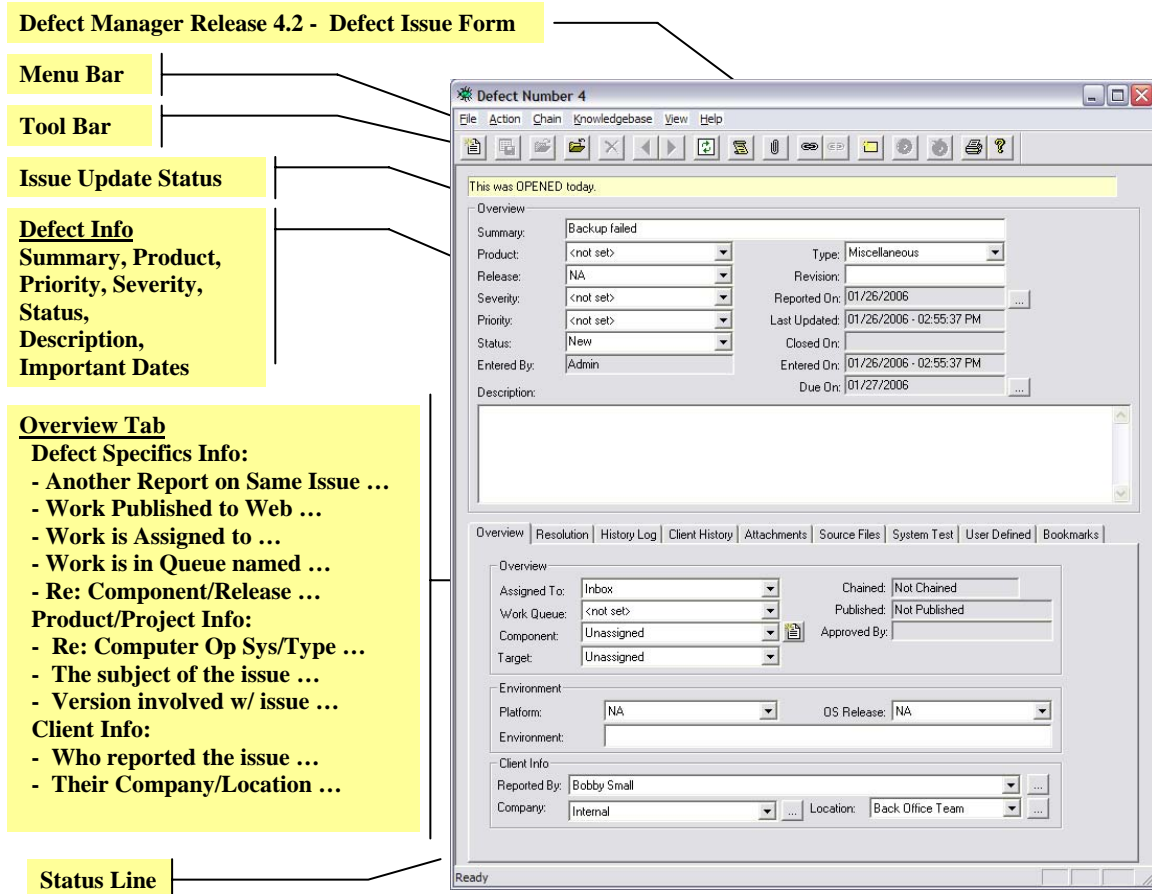 Defect Manager Release 4.2 - Defect Issue Form
Menu Bar
Tool Bar
Issue Update Status
Defect Info
Summary, Product,
Priority, Severity,
Status,
Description,
Important Dates
Overview Tab
Defect Specifics Info:
- Another Report on Same Issue …
- Work Published to Web …
- Work is Assigned to …
- Work is in Queue named …
- Re: Component/Release …
Product/Project Info:
- Re: Computer Op Sys/Type …
- The subject of the issue …
- Version involved w/ issue …
Client Info:
- Who reported the issue …
- Their Company/Location …
Status Line
Defect Number 4
File Action Chain Knowledgebase View Help
This was OPENED today.
Overview
Summary: Backup failed
Product: <not set> Type: Miscellaneous
Release: NA Revision:
Severity: <not set> Reported On: 01/26/2006 ...
Priority: <not set> Last Updated: 01/26/2006 - 02:55:37 PM
Status: New Closed On:
Entered By: Admin Entered On: 01/26/2006 - 02:55:37 PM
Due On: 01/27/2006 ...
Description:
Overview Resolution History Log Client History Attachments Source Files System Test User Defined Bookmarks
Overview
Assigned To: Inbox Chained: Not Chained
Work Queue: <not set> Published: Not Published
Component: Unassigned Approved By:
Target: Unassigned
Environment
Platform: NA OS Release: NA
Environment:
Client Info
Reported By: Bobby Small ...
Company: Internal ... Location: Back Office Team ...
Ready